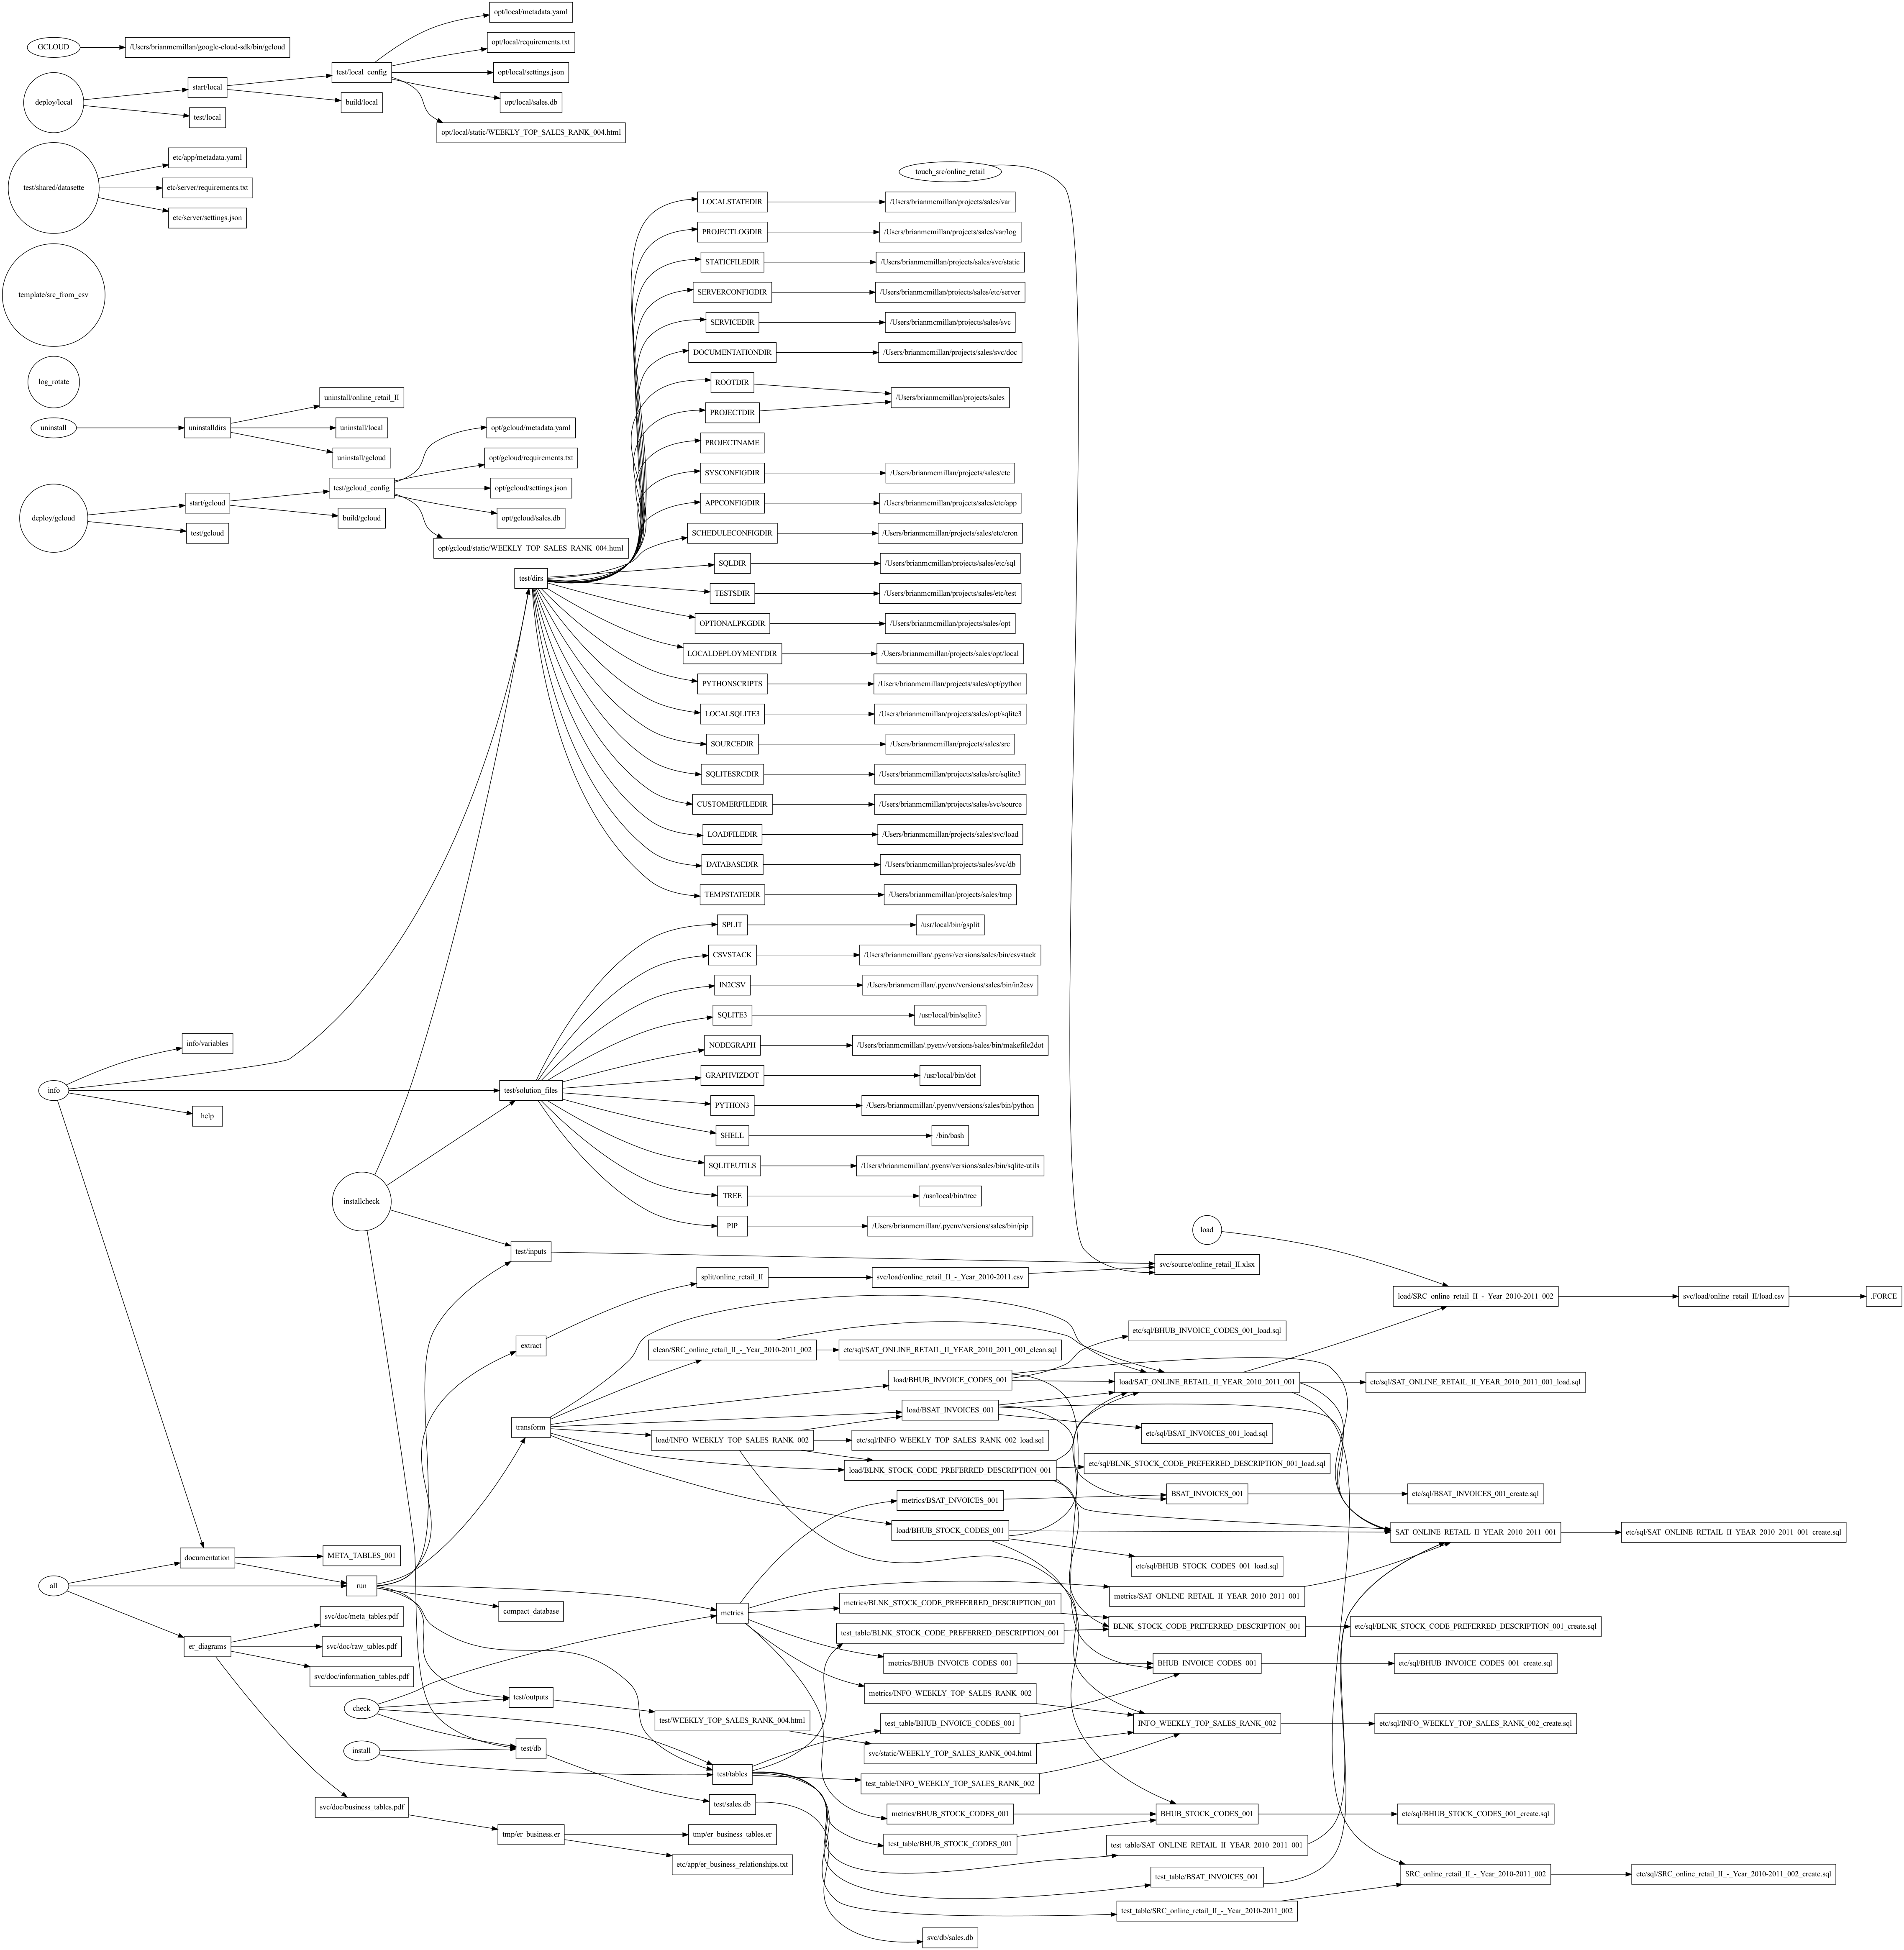 opt/local/metadata.yaml
GCLOUD
/Users/brianmcmillan/google-cloud-sdk/bin/gcloud
opt/local/requirements.txt
deploy/local
start/local
test/local
test/local_config
build/local
opt/local/settings.json
opt/local/sales.db
opt/local/static/WEEKLY_TOP_SALES_RANK_004.html
test/shared/datasette
etc/app/metadata.yaml
etc/server/requirements.txt
etc/server/settings.json
template/src_from_csv
log_rotate
uninstall
uninstalldirs
uninstall/online_retail_II
uninstall/local
uninstall/gcloud
deploy/gcloud
start/gcloud
test/gcloud
test/gcloud_config
build/gcloud
opt/gcloud/metadata.yaml
opt/gcloud/requirements.txt
opt/gcloud/settings.json
opt/gcloud/sales.db
opt/gcloud/static/WEEKLY_TOP_SALES_RANK_004.html
touch_src/online_retail
test/dirs
LOCALSTATEDIR
/Users/brianmcmillan/projects/sales/var
PROJECTLOGDIR
/Users/brianmcmillan/projects/sales/var/log
STATICFILEDIR
/Users/brianmcmillan/projects/sales/svc/static
SERVERCONFIGDIR
/Users/brianmcmillan/projects/sales/etc/server
SERVICEDIR
/Users/brianmcmillan/projects/sales/svc
DOCUMENTATIONDIR
/Users/brianmcmillan/projects/sales/svc/doc
ROOTDIR
/Users/brianmcmillan/projects/sales
PROJECTDIR
PROJECTNAME
SYSCONFIGDIR
/Users/brianmcmillan/projects/sales/etc
APPCONFIGDIR
/Users/brianmcmillan/projects/sales/etc/app
SCHEDULECONFIGDIR
/Users/brianmcmillan/projects/sales/etc/cron
SQLDIR
/Users/brianmcmillan/projects/sales/etc/sql
TESTSDIR
/Users/brianmcmillan/projects/sales/etc/test
OPTIONALPKGDIR
/Users/brianmcmillan/projects/sales/opt
LOCALDEPLOYMENTDIR
/Users/brianmcmillan/projects/sales/opt/local
PYTHONSCRIPTS
/Users/brianmcmillan/projects/sales/opt/python
LOCALSQLITE3
/Users/brianmcmillan/projects/sales/opt/sqlite3
SOURCEDIR
/Users/brianmcmillan/projects/sales/src
SQLITESRCDIR
/Users/brianmcmillan/projects/sales/src/sqlite3
CUSTOMERFILEDIR
/Users/brianmcmillan/projects/sales/svc/source
LOADFILEDIR
/Users/brianmcmillan/projects/sales/svc/load
DATABASEDIR
/Users/brianmcmillan/projects/sales/svc/db
TEMPSTATEDIR
/Users/brianmcmillan/projects/sales/tmp
SPLIT
/usr/local/bin/gsplit
CSVSTACK
/Users/brianmcmillan/.pyenv/versions/sales/bin/csvstack
IN2CSV
/Users/brianmcmillan/.pyenv/versions/sales/bin/in2csv
SQLITE3
/usr/local/bin/sqlite3
NODEGRAPH
/Users/brianmcmillan/.pyenv/versions/sales/bin/makefile2dot
GRAPHVIZDOT
/usr/local/bin/dot
PYTHON3
/Users/brianmcmillan/.pyenv/versions/sales/bin/python
SHELL
/bin/bash
SQLITEUTILS
/Users/brianmcmillan/.pyenv/versions/sales/bin/sqlite-utils
TREE
/usr/local/bin/tree
PIP
/Users/brianmcmillan/.pyenv/versions/sales/bin/pip
info
info/variables
help
test/solution_files
installcheck
test/inputs
load
svc/source/online_retail_II.xlsx
split/online_retail_II
svc/load/online_retail_II_-_Year_2010-2011.csv
load/SRC_online_retail_II_-_Year_2010-2011_002
svc/load/online_retail_II/load.csv
.FORCE
extract
clean/SRC_online_retail_II_-_Year_2010-2011_002
etc/sql/SAT_ONLINE_RETAIL_II_YEAR_2010_2011_001_clean.sql
etc/sql/BHUB_INVOICE_CODES_001_load.sql
load/BHUB_INVOICE_CODES_001
load/SAT_ONLINE_RETAIL_II_YEAR_2010_2011_001
etc/sql/SAT_ONLINE_RETAIL_II_YEAR_2010_2011_001_load.sql
transform
load/BSAT_INVOICES_001
etc/sql/BSAT_INVOICES_001_load.sql
load/INFO_WEEKLY_TOP_SALES_RANK_002
etc/sql/INFO_WEEKLY_TOP_SALES_RANK_002_load.sql
load/BLNK_STOCK_CODE_PREFERRED_DESCRIPTION_001
etc/sql/BLNK_STOCK_CODE_PREFERRED_DESCRIPTION_001_load.sql
metrics/BSAT_INVOICES_001
BSAT_INVOICES_001
etc/sql/BSAT_INVOICES_001_create.sql
load/BHUB_STOCK_CODES_001
SAT_ONLINE_RETAIL_II_YEAR_2010_2011_001
etc/sql/SAT_ONLINE_RETAIL_II_YEAR_2010_2011_001_create.sql
etc/sql/BHUB_STOCK_CODES_001_load.sql
documentation
META_TABLES_001
all
run
compact_database
metrics
metrics/SAT_ONLINE_RETAIL_II_YEAR_2010_2011_001
metrics/BLNK_STOCK_CODE_PREFERRED_DESCRIPTION_001
test_table/BLNK_STOCK_CODE_PREFERRED_DESCRIPTION_001
BLNK_STOCK_CODE_PREFERRED_DESCRIPTION_001
etc/sql/BLNK_STOCK_CODE_PREFERRED_DESCRIPTION_001_create.sql
er_diagrams
svc/doc/meta_tables.pdf
svc/doc/raw_tables.pdf
svc/doc/information_tables.pdf
metrics/BHUB_INVOICE_CODES_001
BHUB_INVOICE_CODES_001
etc/sql/BHUB_INVOICE_CODES_001_create.sql
metrics/INFO_WEEKLY_TOP_SALES_RANK_002
check
test/outputs
test/WEEKLY_TOP_SALES_RANK_004.html
test_table/BHUB_INVOICE_CODES_001
INFO_WEEKLY_TOP_SALES_RANK_002
etc/sql/INFO_WEEKLY_TOP_SALES_RANK_002_create.sql
install
test/db
svc/static/WEEKLY_TOP_SALES_RANK_004.html
test/tables
test_table/INFO_WEEKLY_TOP_SALES_RANK_002
svc/doc/business_tables.pdf
test/sales.db
metrics/BHUB_STOCK_CODES_001
BHUB_STOCK_CODES_001
etc/sql/BHUB_STOCK_CODES_001_create.sql
tmp/er_business.er
tmp/er_business_tables.er
test_table/BHUB_STOCK_CODES_001
test_table/SAT_ONLINE_RETAIL_II_YEAR_2010_2011_001
etc/app/er_business_relationships.txt
test_table/BSAT_INVOICES_001
SRC_online_retail_II_-_Year_2010-2011_002
etc/sql/SRC_online_retail_II_-_Year_2010-2011_002_create.sql
test_table/SRC_online_retail_II_-_Year_2010-2011_002
svc/db/sales.db